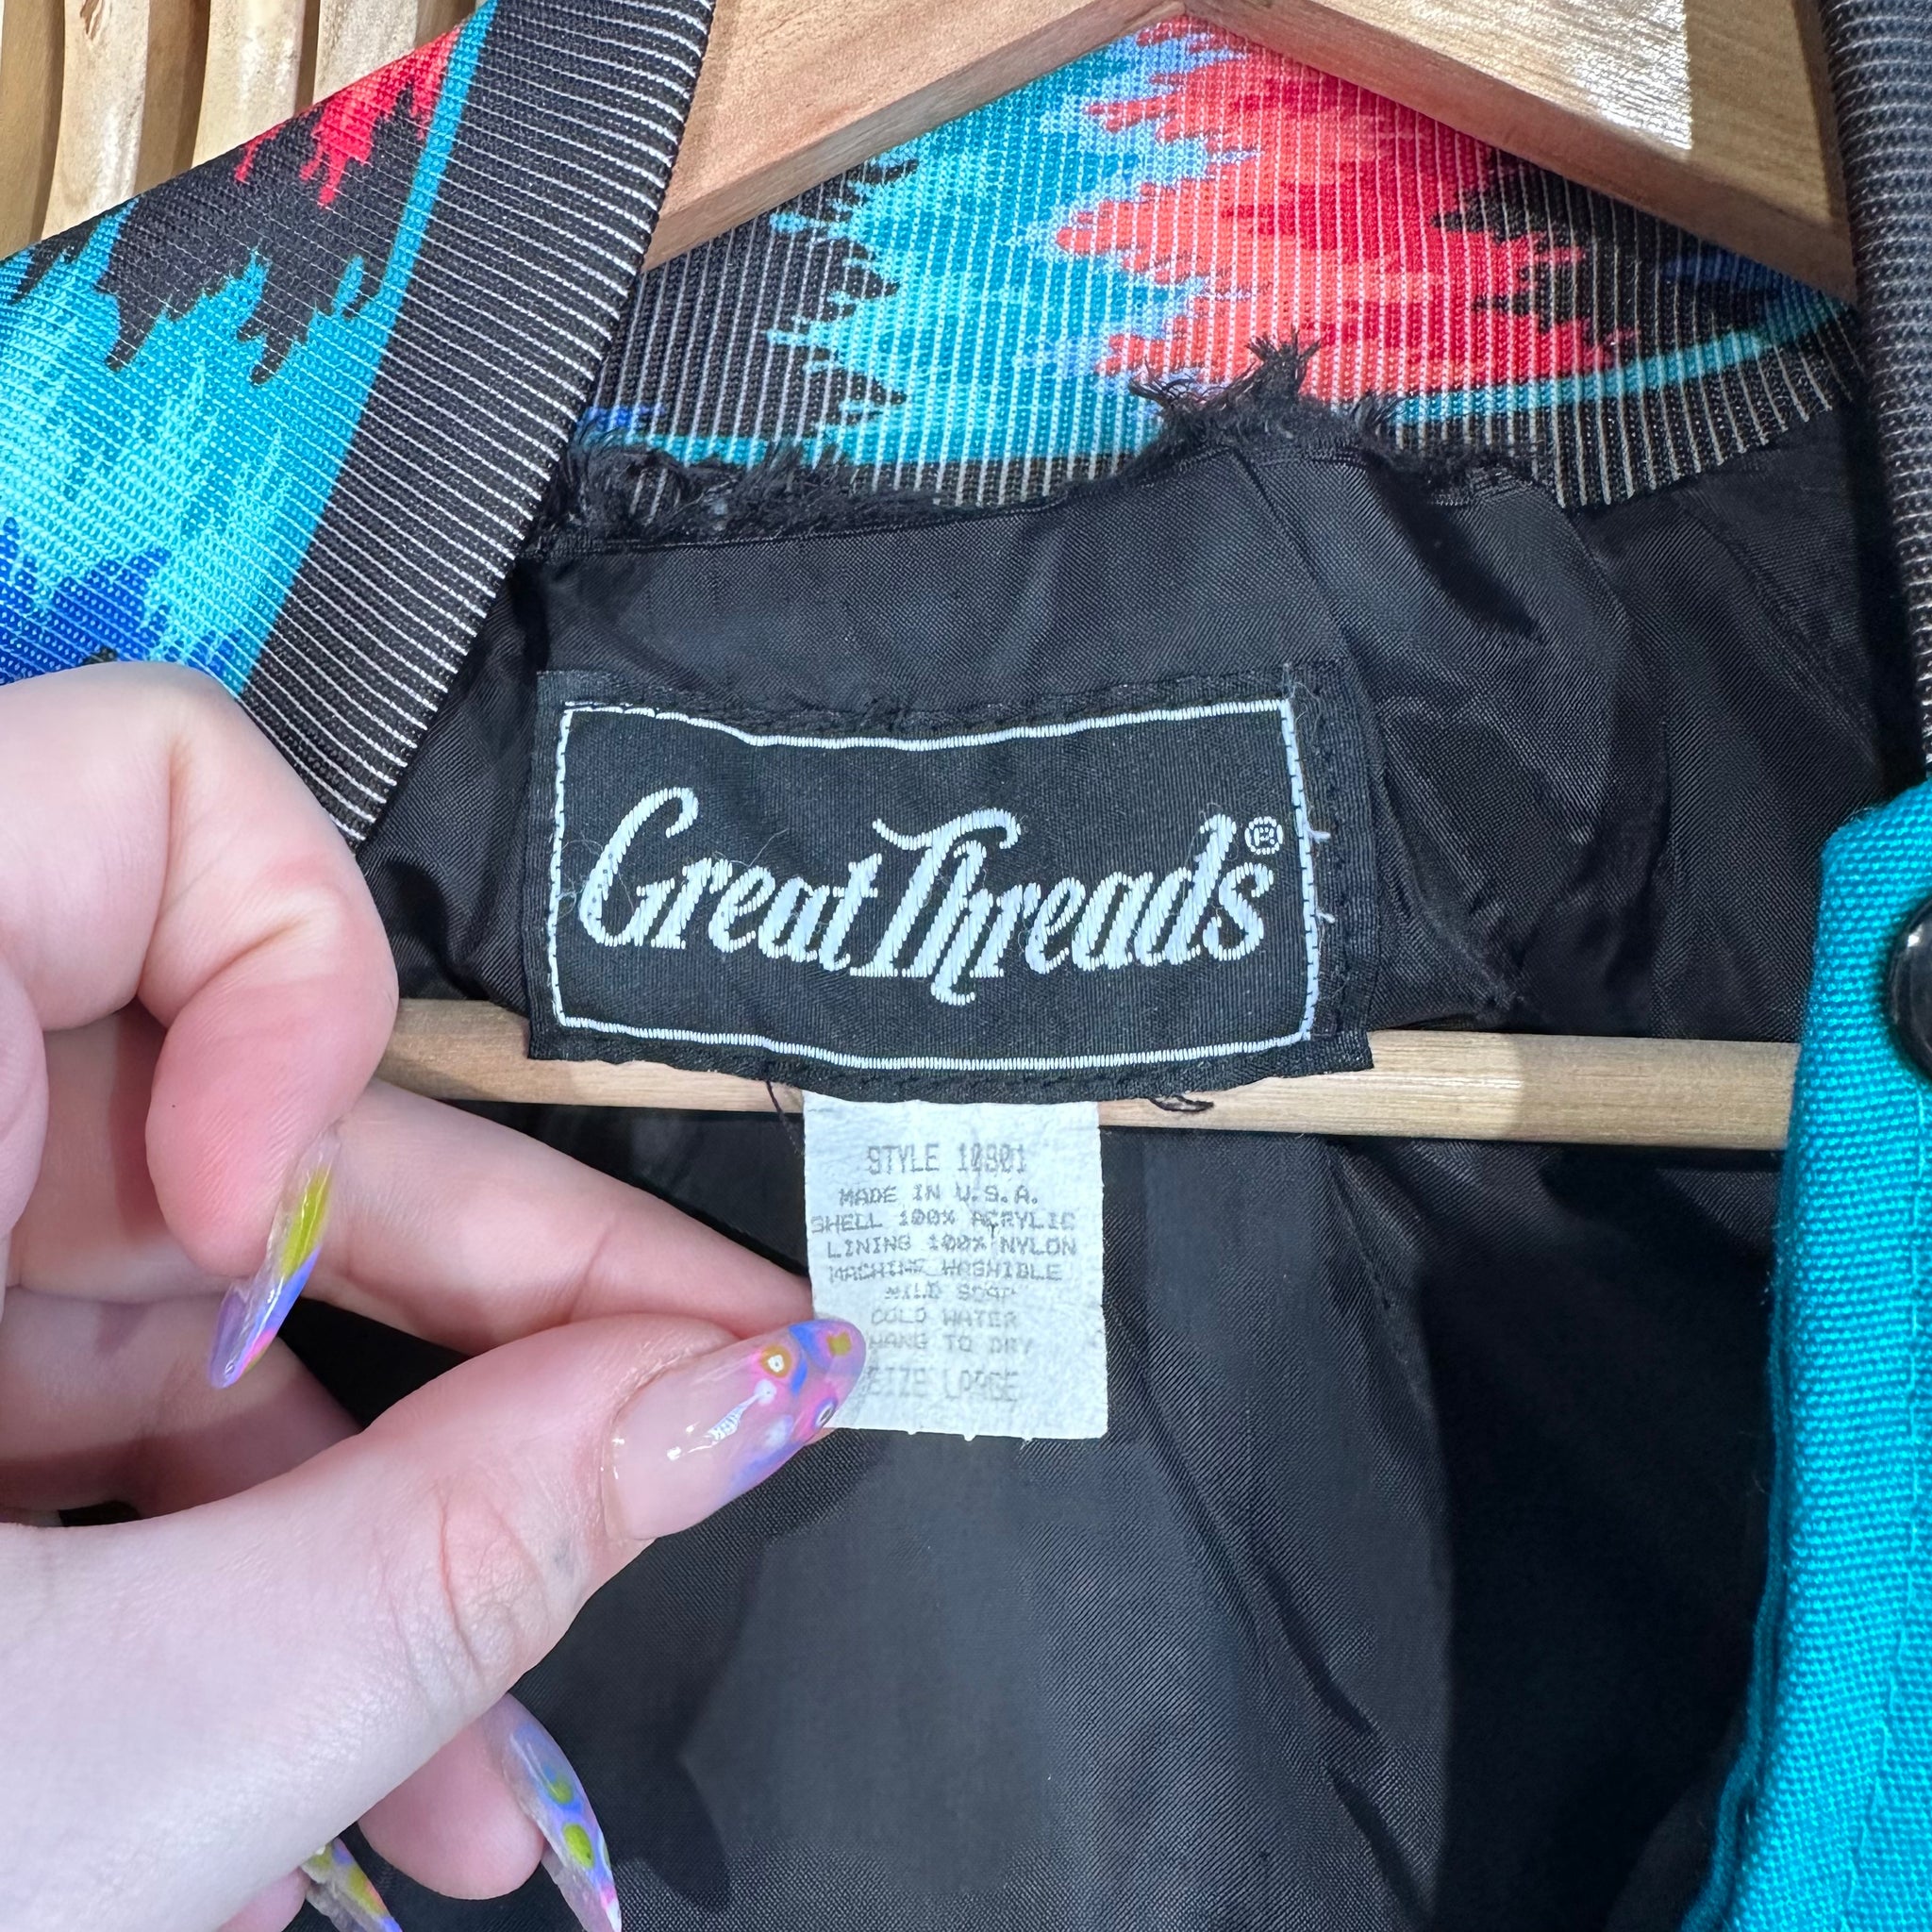 Great Threads®
STYLE 10801
MADE IN U.S.A.
SHELL 100% ACRYLIC
LINING 100% NYLON
MACHINE WASHIBLE
MILD SOAP
COLD WATER
HANG TO DRY
SIZE LARGE